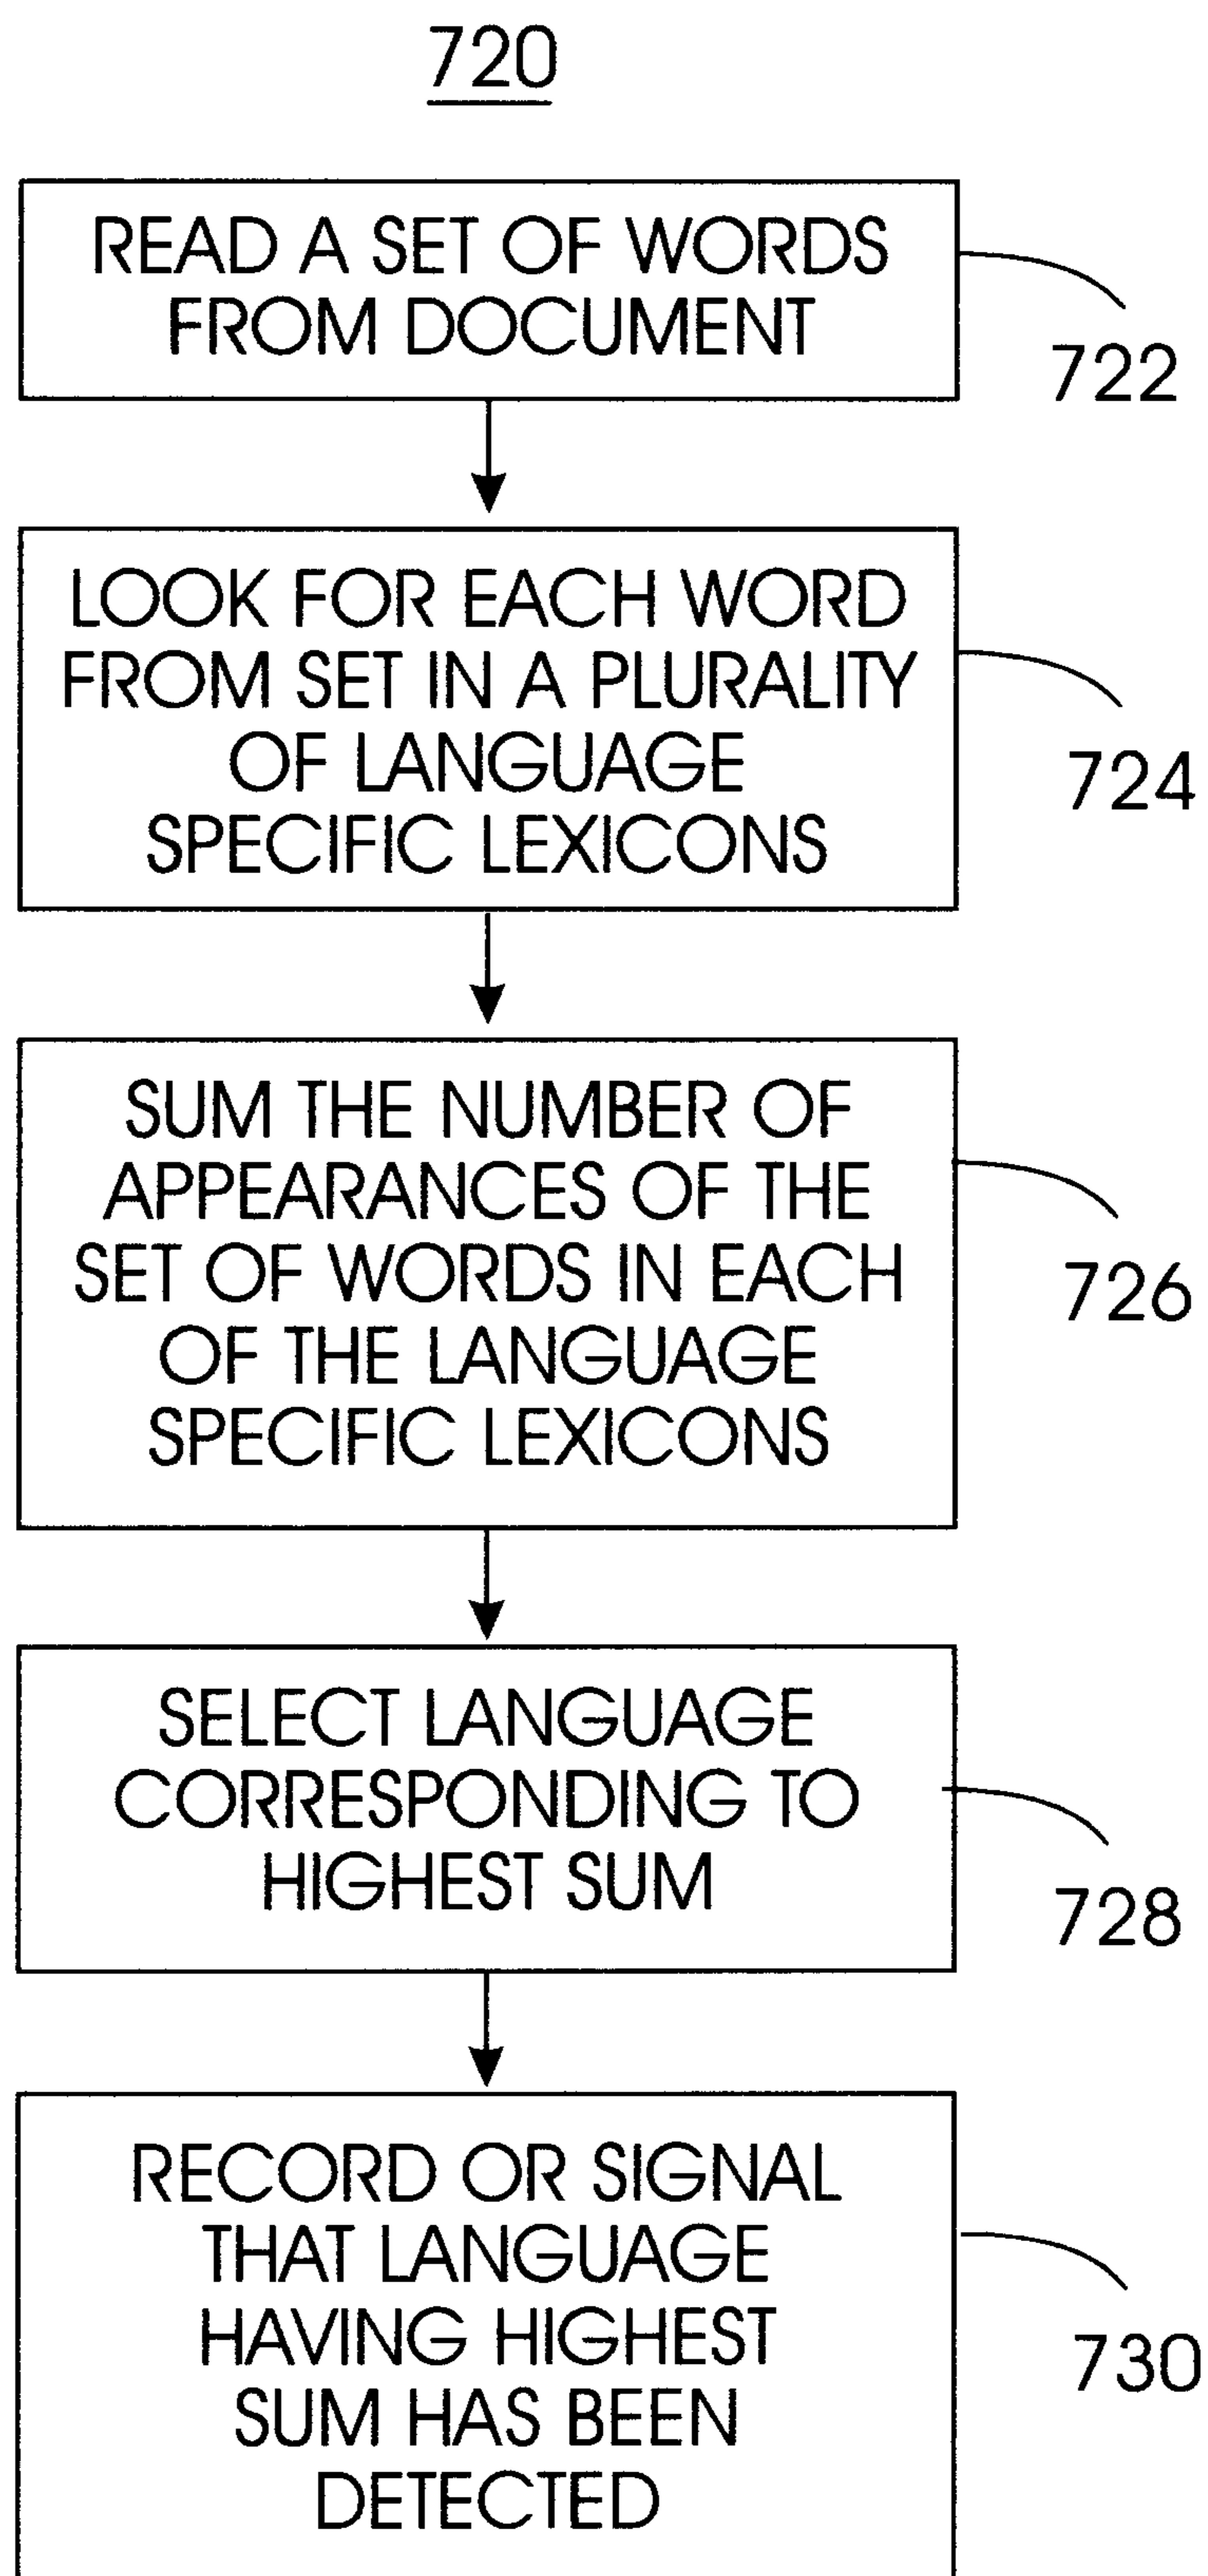 720
READ A SET OF WORDS
FROM DOCUMENT
722
LOOK FOR EACH WORD
FROM SET IN A PLURALITY
OF LANGUAGE
SPECIFIC LEXICONS
724
SUM THE NUMBER OF
APPEARANCES OF THE
SET OF WORDS IN EACH
OF THE LANGUAGE
SPECIFIC LEXICONS
726
SELECT LANGUAGE
CORRESPONDING TO
HIGHEST SUM
728
RECORD OR SIGNAL
THAT LANGUAGE
HAVING HIGHEST
SUM HAS BEEN
DETECTED
730